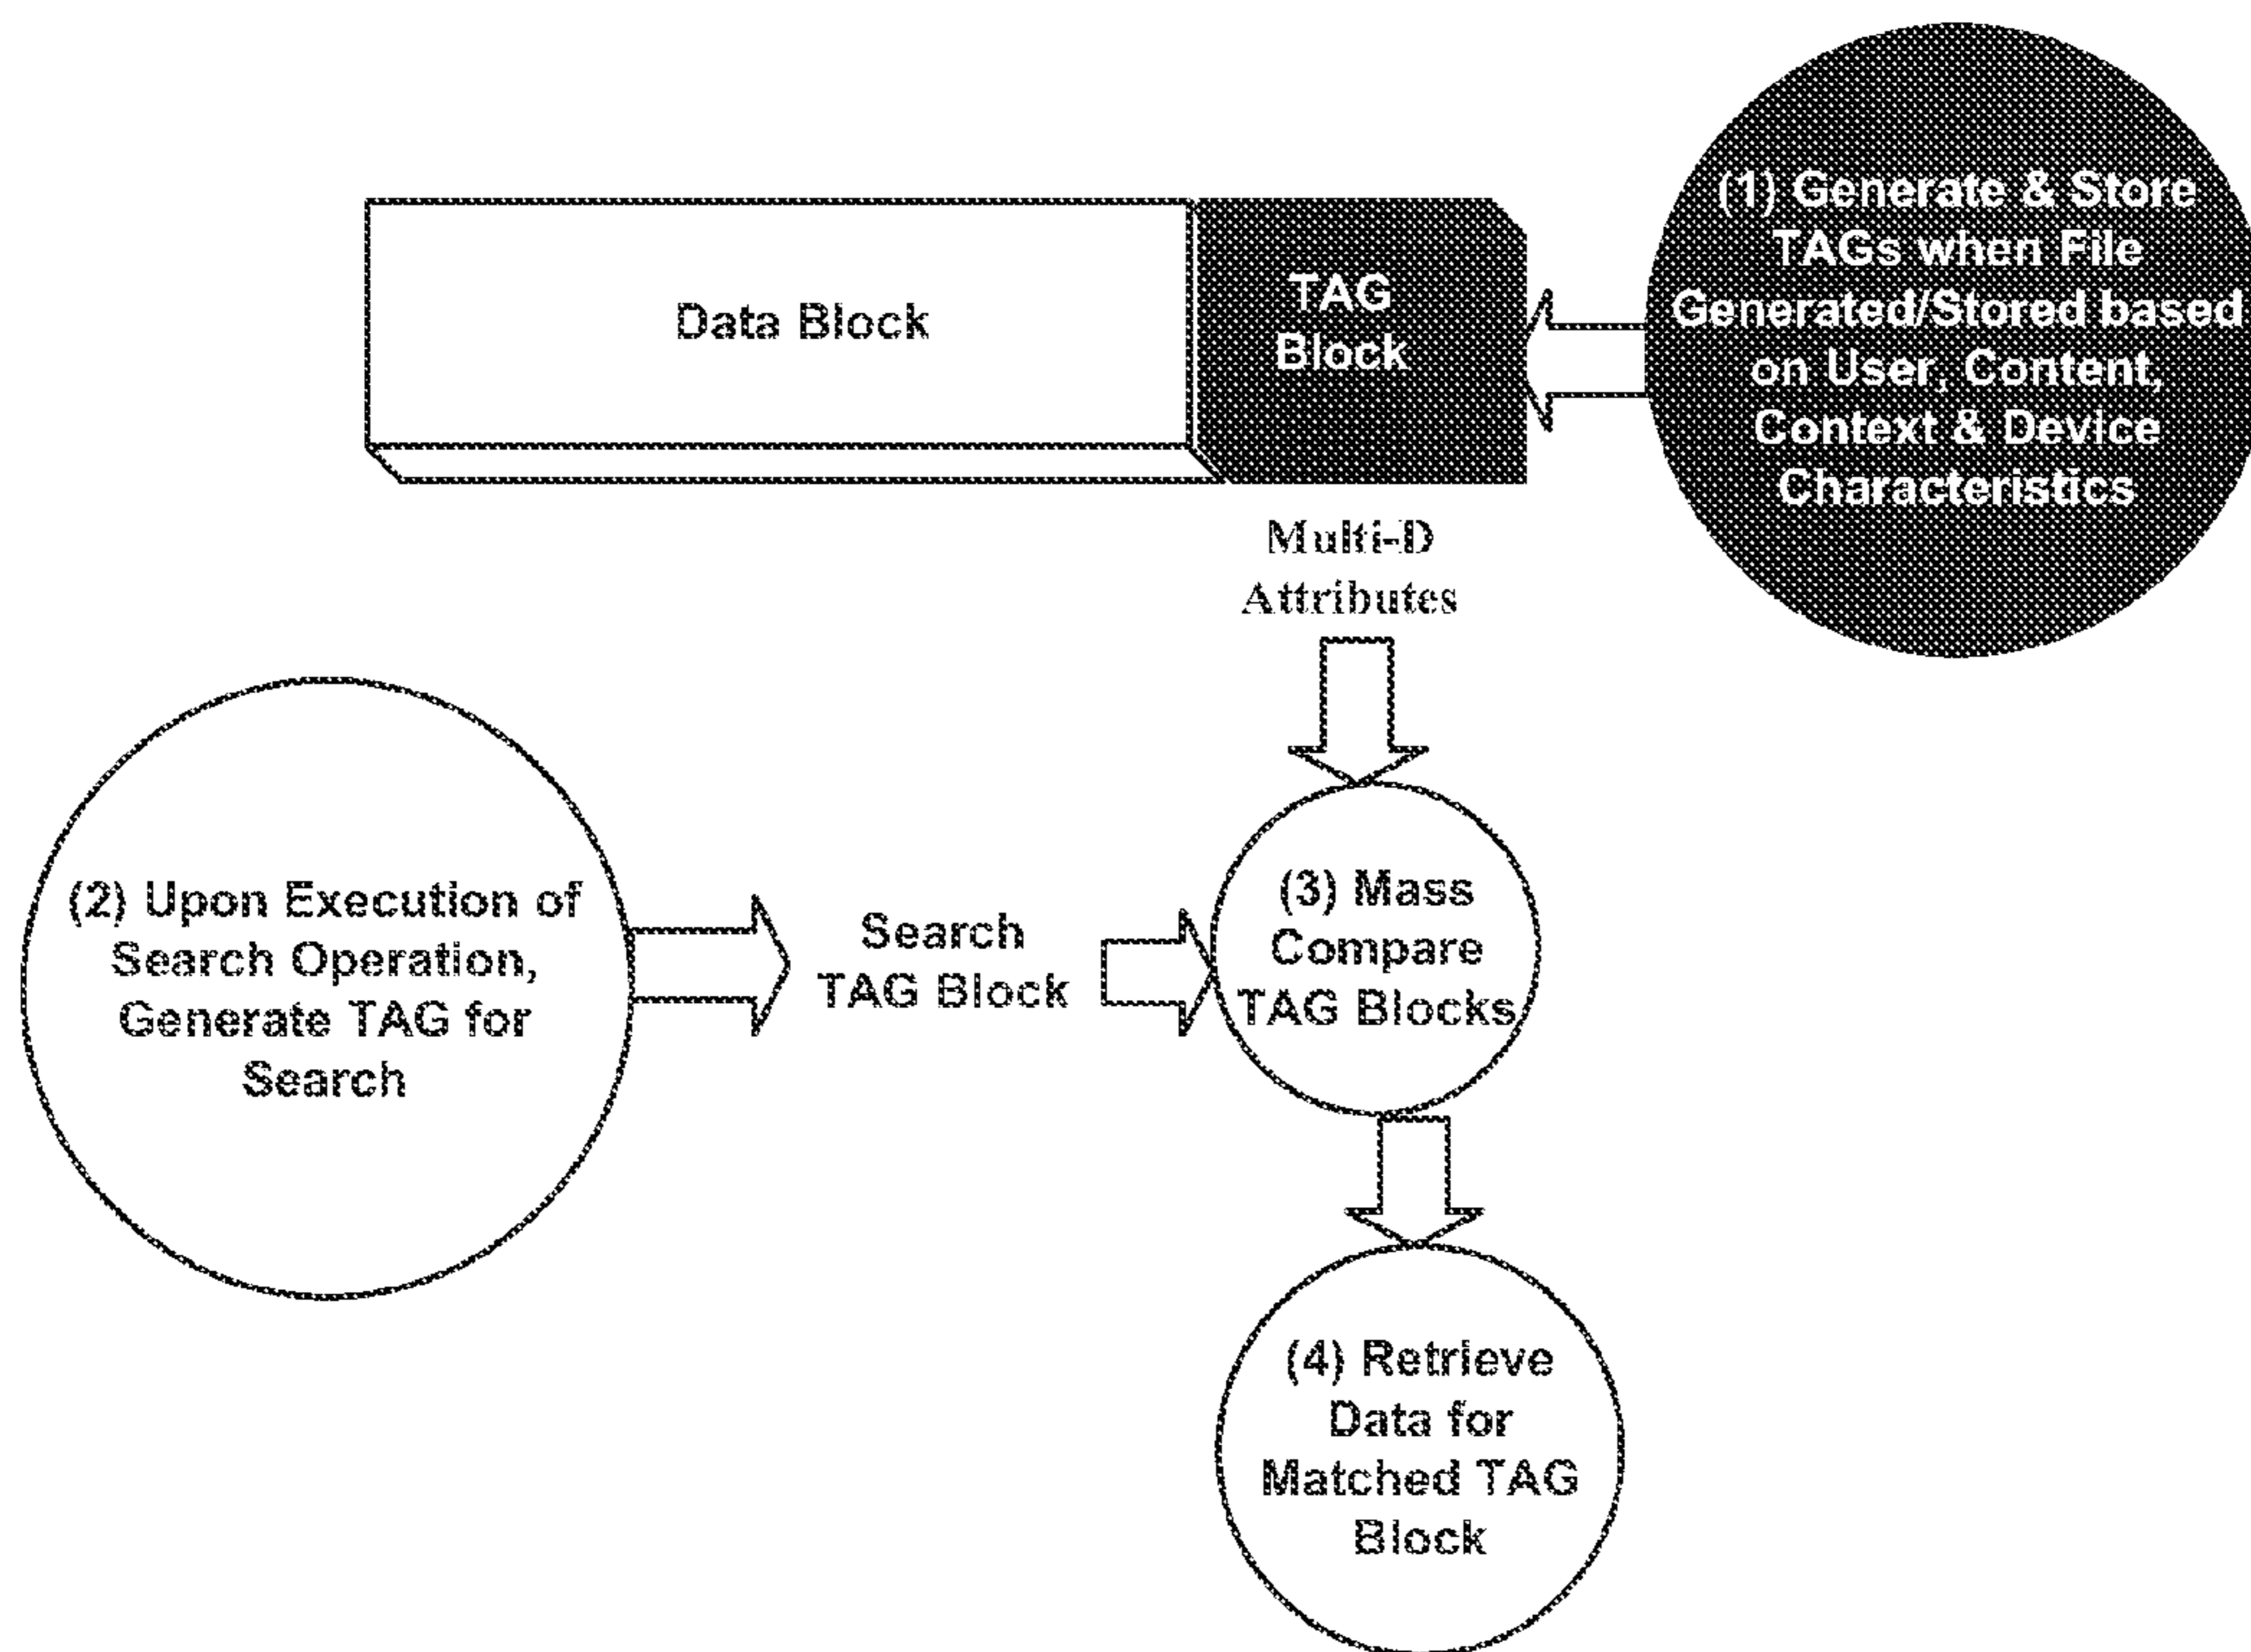 (1) Generate & Store
TAGs when File
Generated/Stored based
on User, Content,
Context & Device
Characteristics
Data Block
TAG
Block
Multi-D
Attributes
(2) Upon Execution of
Search Operation,
Generate TAG for
Search
Search
TAG Block
(3) Mass
Compare
TAG Blocks
(4) Retrieve
Data for
Matched TAG
Block